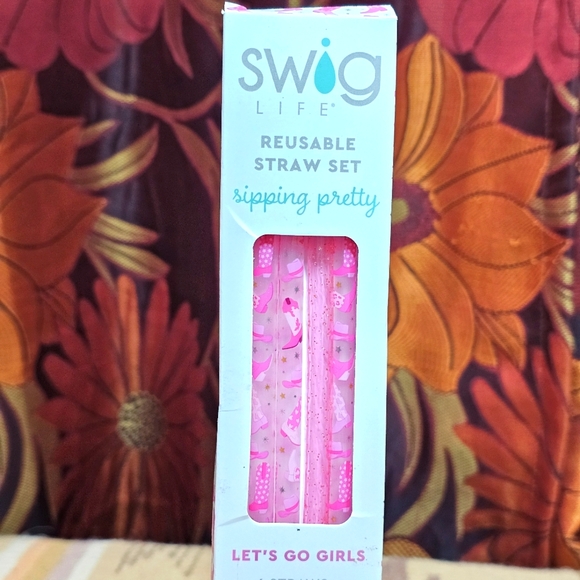 swig
LIFE®
REUSABLE
STRAW SET
sipping pretty
LET'S GO GIRLS